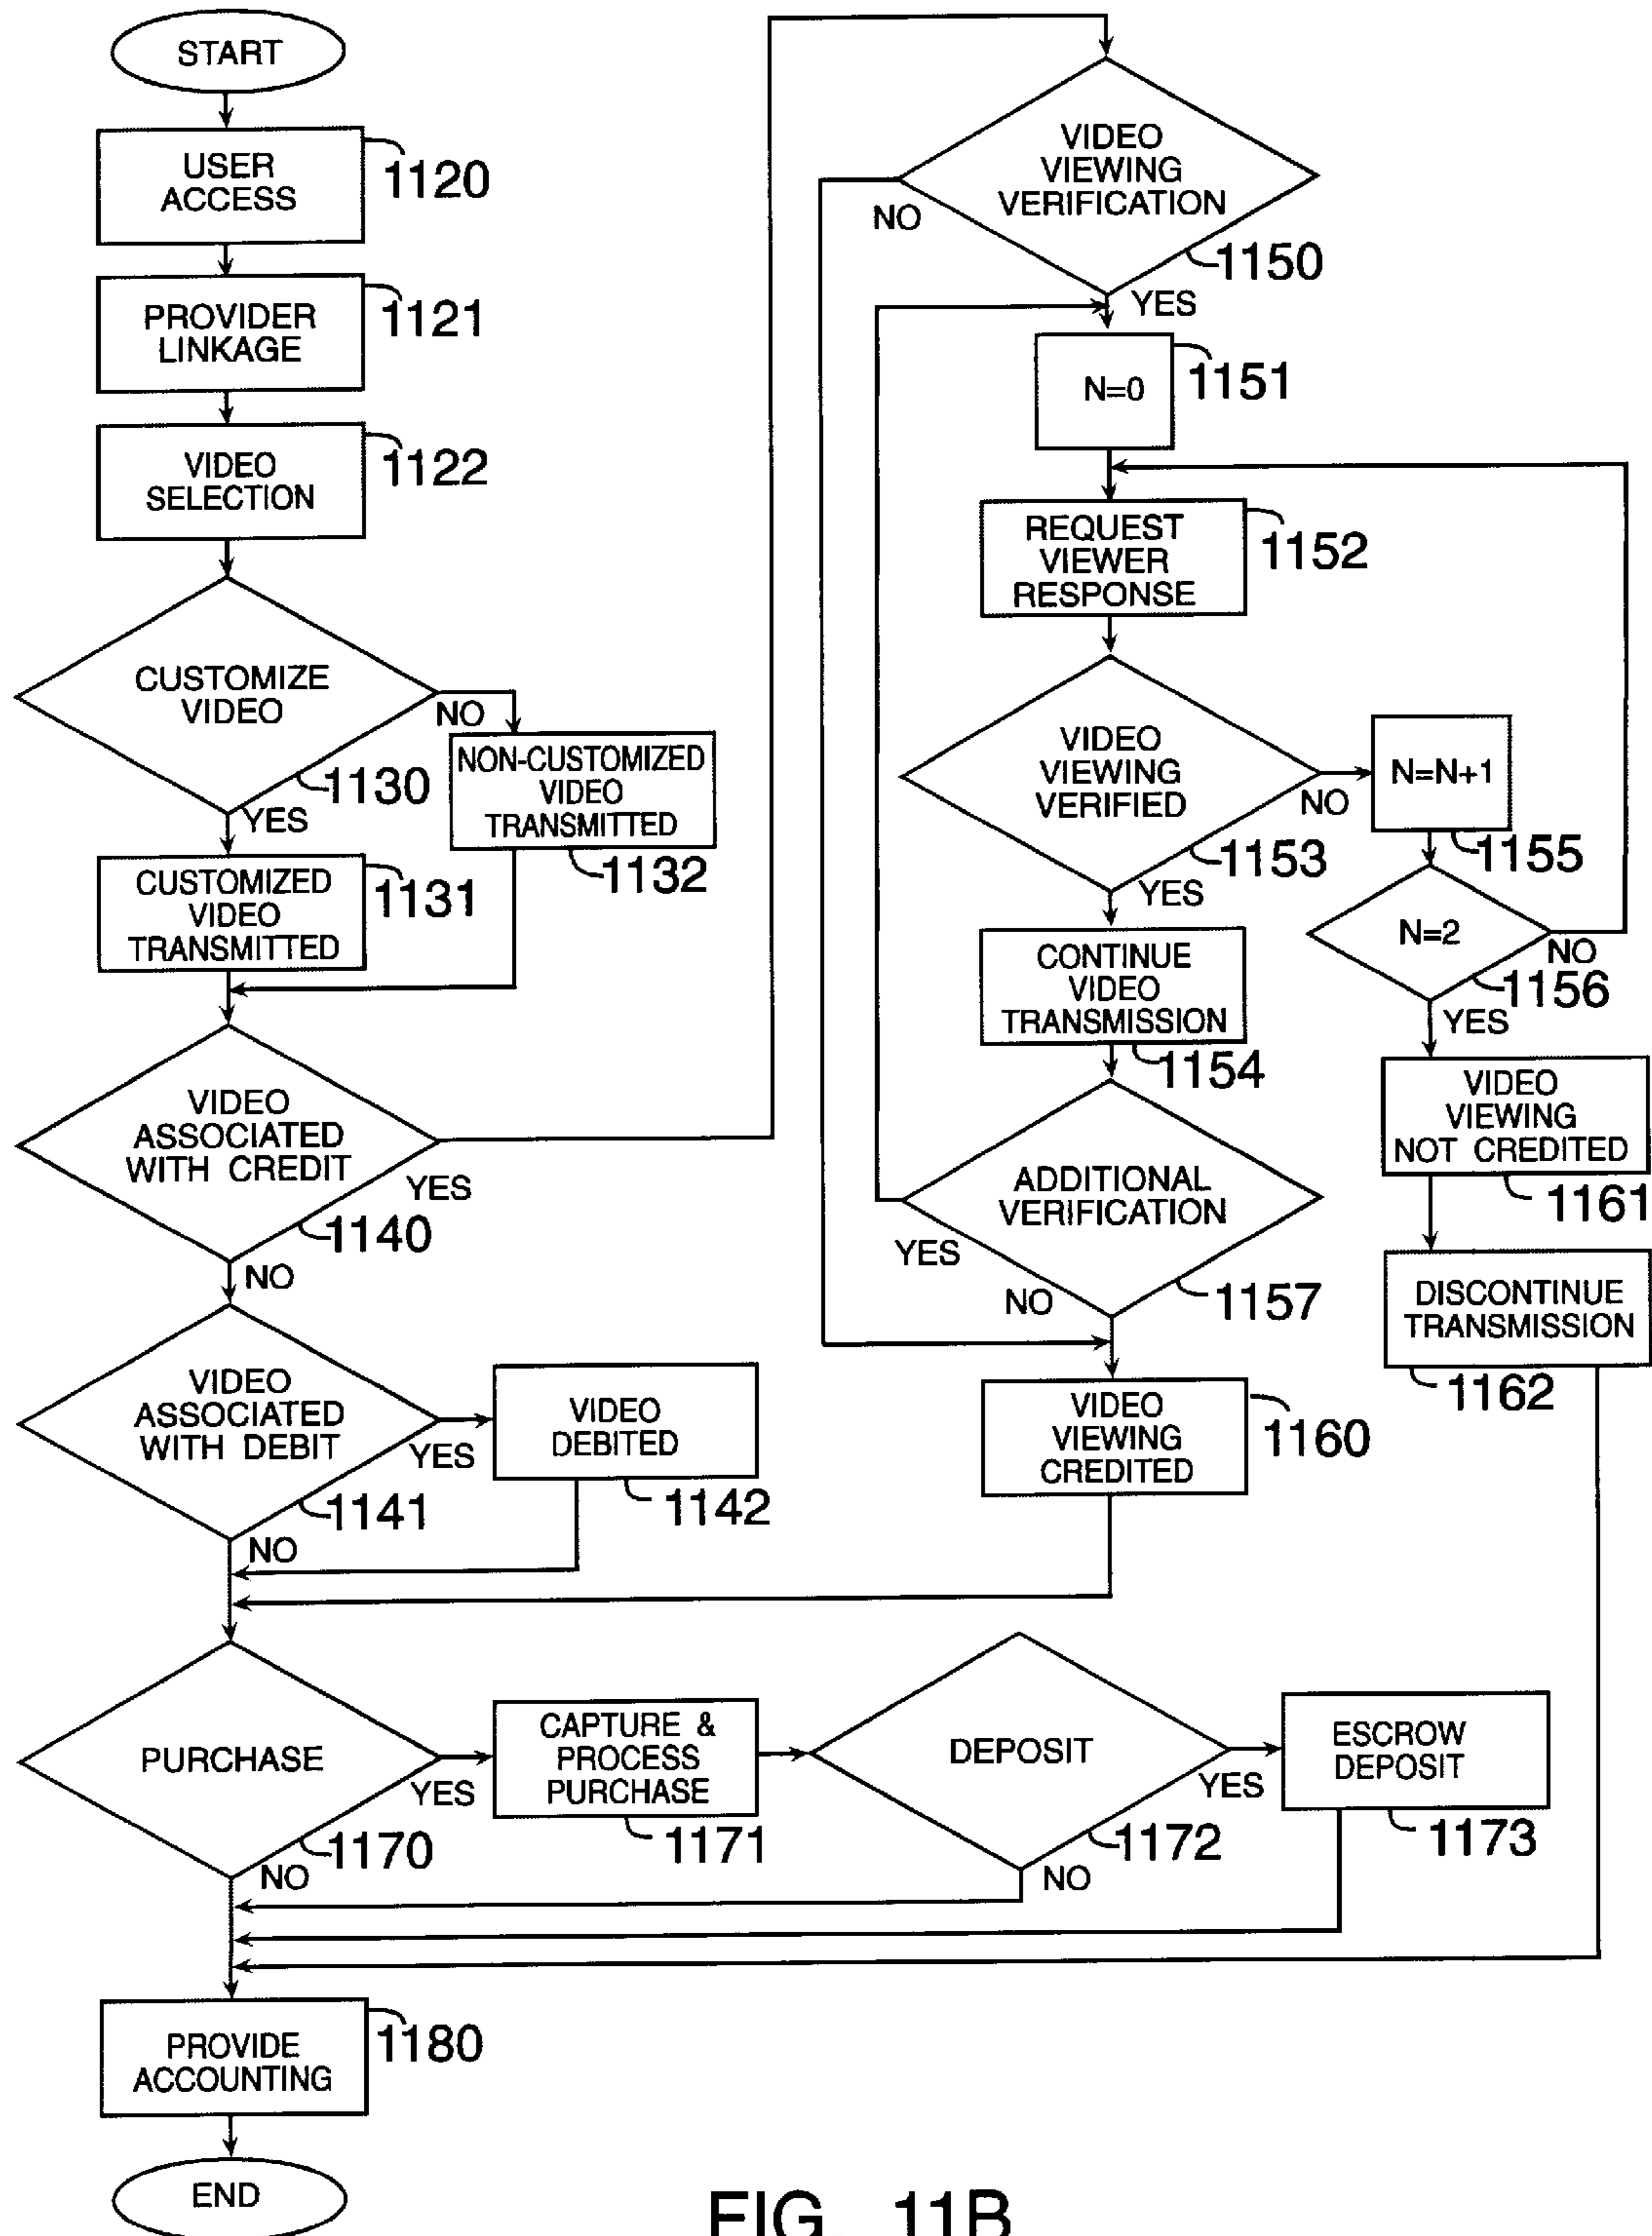 START
USER
ACCESS
1120
PROVIDER
LINKAGE
1121
VIDEO
SELECTION
1122
CUSTOMIZE
VIDEO
NO
1130
YES
NON-CUSTOMIZED
VIDEO
TRANSMITTED
1132
CUSTOMIZED
VIDEO
TRANSMITTED
1131
VIDEO
ASSOCIATED
WITH CREDIT
YES
1140
NO
VIDEO
ASSOCIATED
WITH DEBIT
YES
1141
NO
VIDEO
DEBITED
1142
VIDEO
VIEWING
VERIFICATION
NO
1150
YES
N=0
1151
REQUEST
VIEWER
RESPONSE
1152
VIDEO
VIEWING
VERIFIED
NO
1153
YES
N=N+1
1155
N=2
NO
1156
YES
CONTINUE
VIDEO
TRANSMISSION
1154
ADDITIONAL
VERIFICATION
YES
NO
1157
VIDEO
VIEWING
NOT CREDITED
1161
DISCONTINUE
TRANSMISSION
1162
VIDEO
VIEWING
CREDITED
1160
PURCHASE
YES
1170
NO
CAPTURE &
PROCESS
PURCHASE
1171
DEPOSIT
YES
1172
NO
ESCROW
DEPOSIT
1173
PROVIDE
ACCOUNTING
1180
END
FIG. 11B